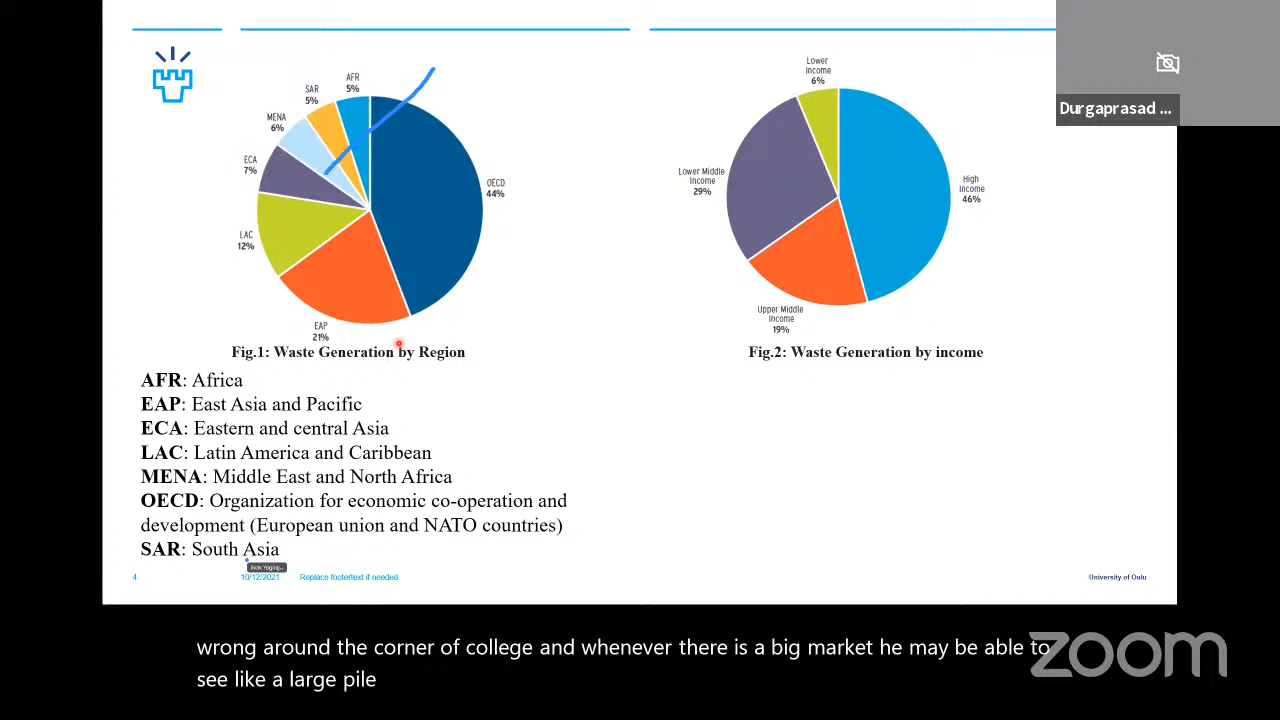 Durgaprasad ...
AFR
5%
SAR
5%
MENA
6%
ECA
7%
LAC
12%
EAP
21%
OECD
44%
Fig.1: Waste Generation by Region
Lower
Income
6%
Lower Middle
Income
29%
Upper Middle
Income
19%
High
Income
46%
Fig.2: Waste Generation by income
AFR: Africa
EAP: East Asia and Pacific
ECA: Eastern and central Asia
LAC: Latin America and Caribbean
MENA: Middle East and North Africa
OECD: Organization for economic co-operation and
development (European union and NATO countries)
SAR: South Asia
4
10/12/2021
Replace footertext if needed
University of Oulu
wrong around the corner of college and whenever there is a big market he may be able to
see like a large pile
zoom